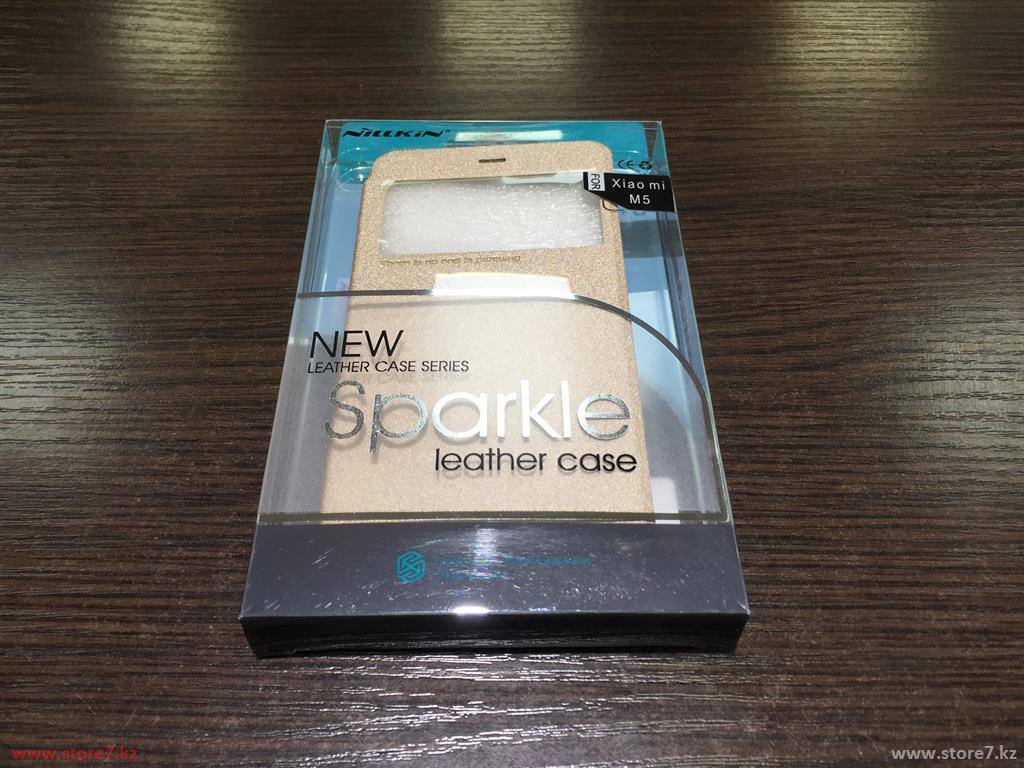 NiLLKiN®
CE
FOR
Xiao mi
M5
NEW
LEATHER CASE SERIES
Sparkle
leather case
www.store7.kz
www.store7.kz